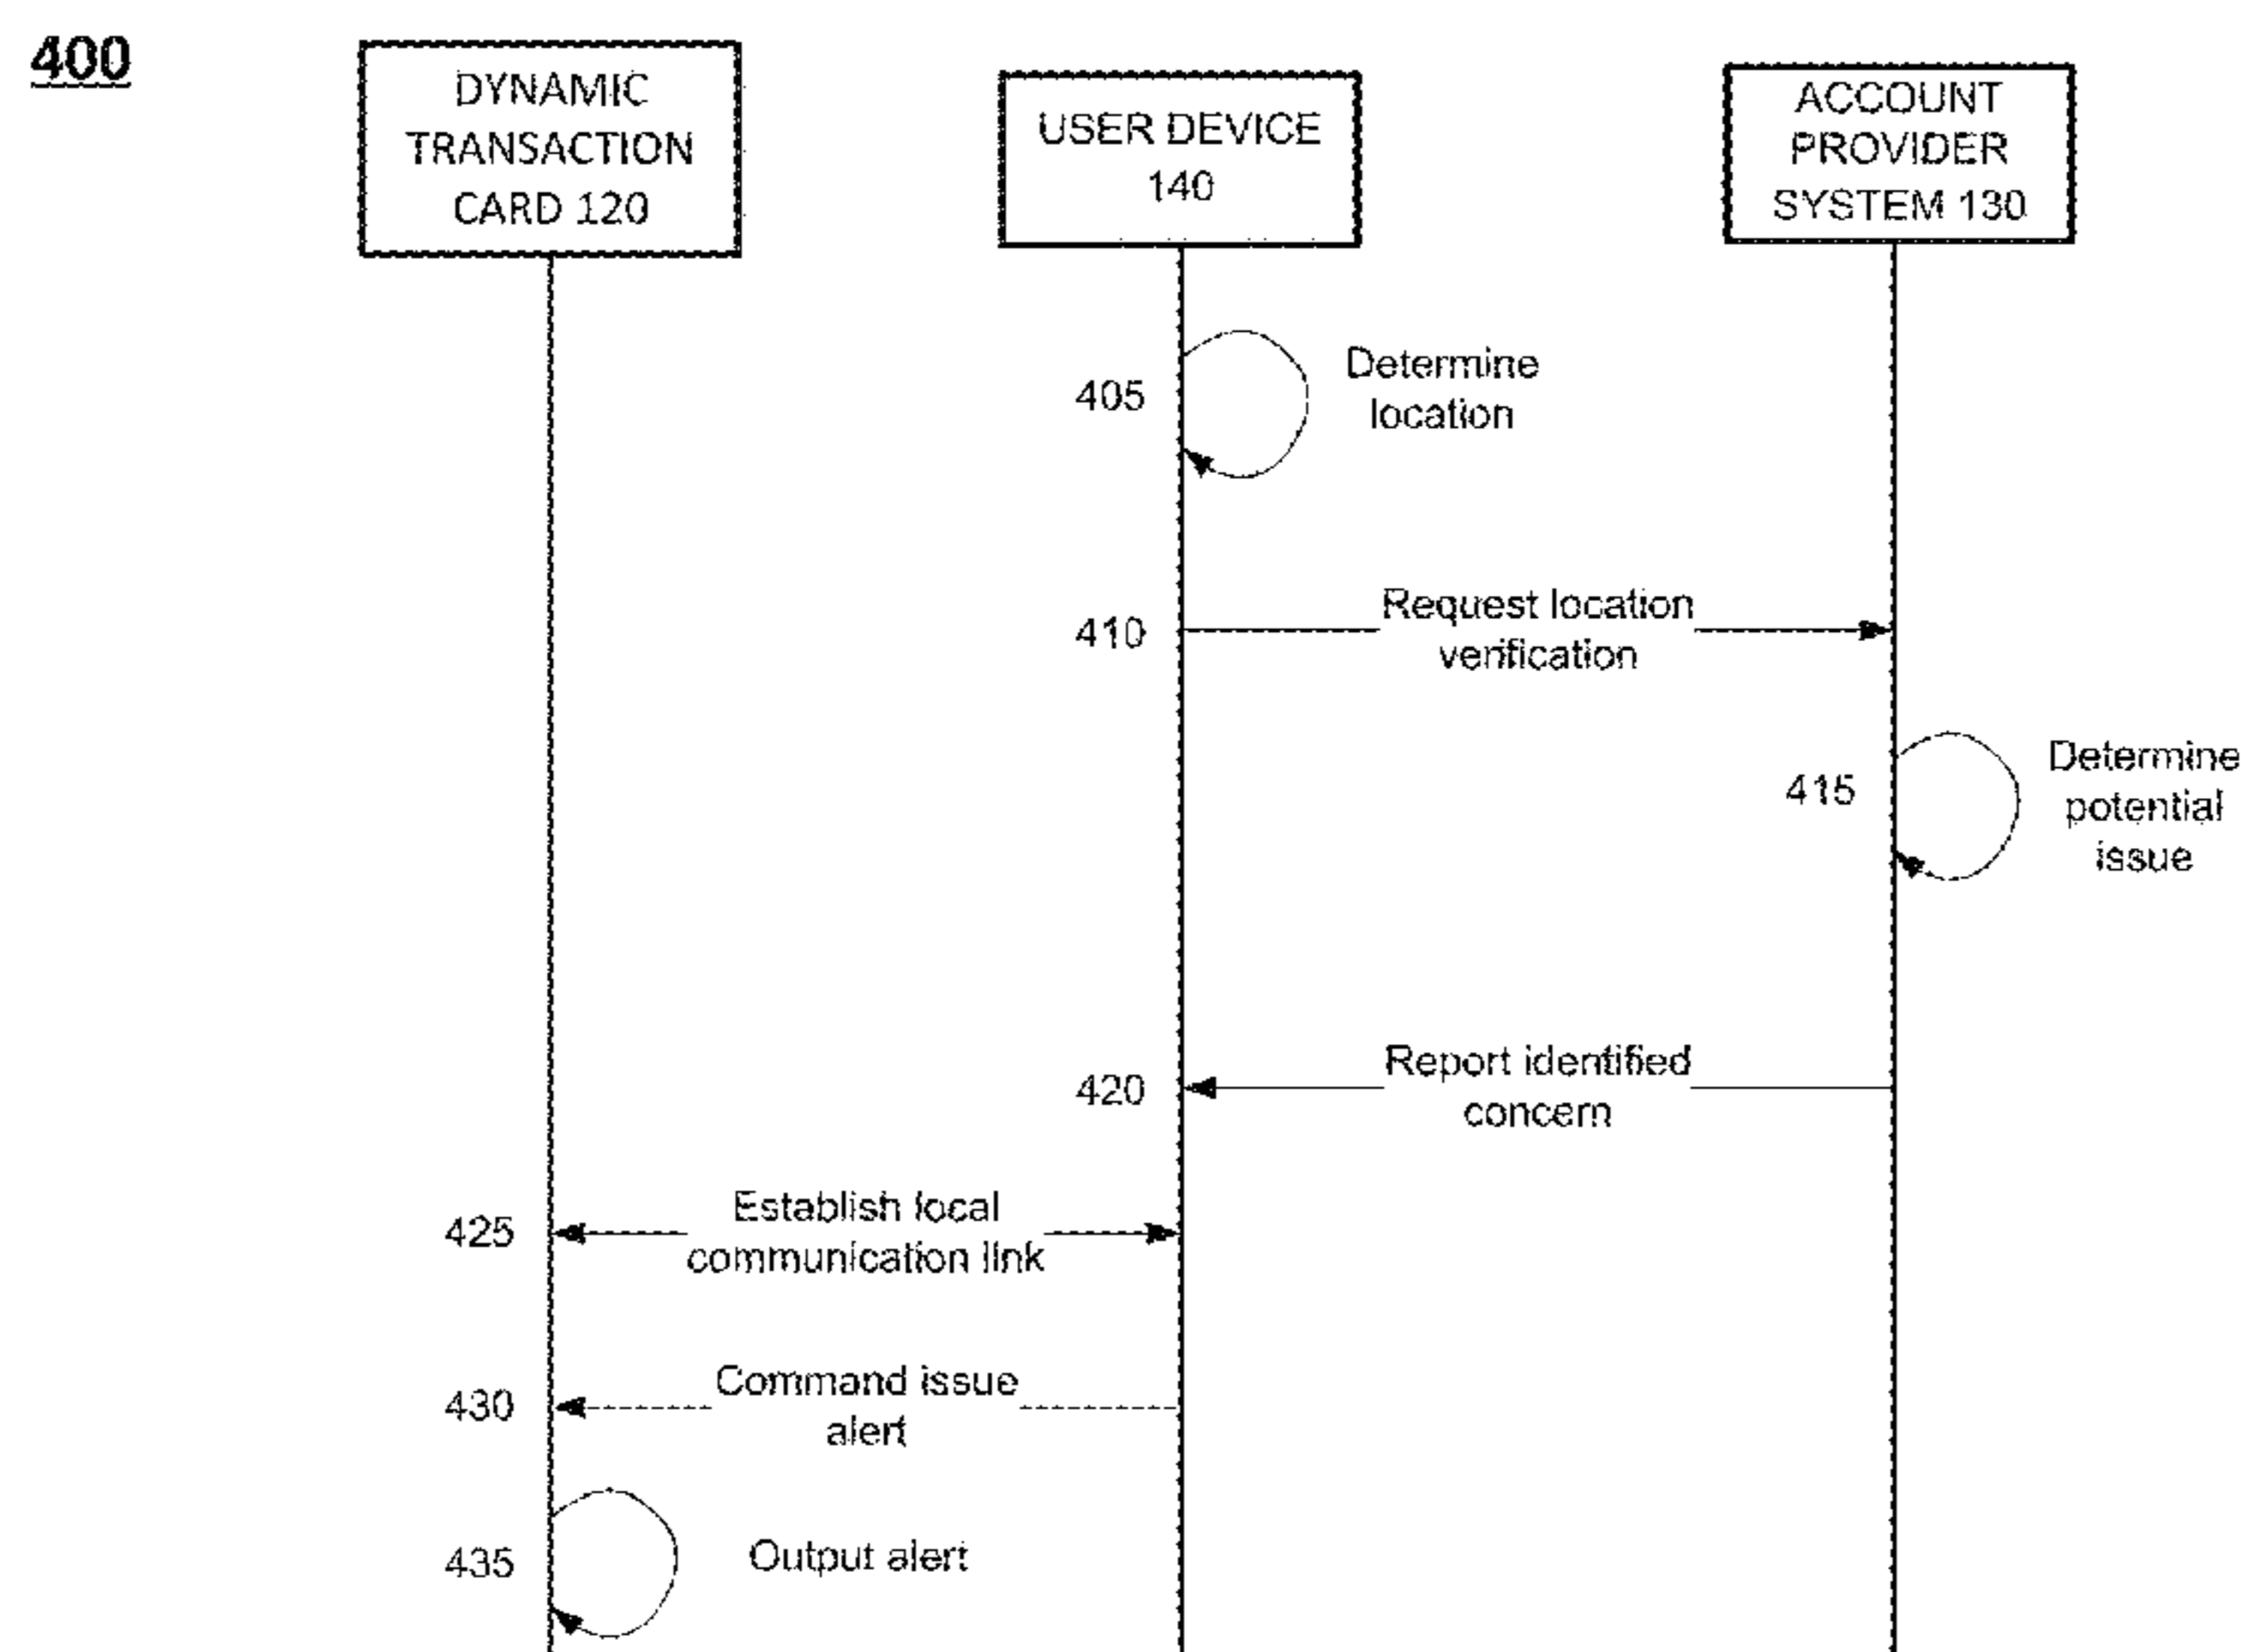 400
DYNAMIC
TRANSACTION
CARD 120
USER DEVICE
140
ACCOUNT
PROVIDER
SYSTEM 130
405
Determine
location
410
Request location
verification
415
Determine
potential
issue
420
Report identified
concern
425
Establish local
communication link
430
Command issue
alert
435
Output alert